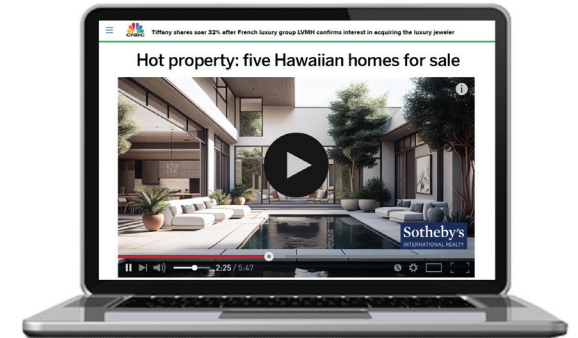 CNBC
Tiffany shares soar 32% after French luxury group LVMH confirms interest in acquiring the luxury jeweler
Hot property: five Hawaiian homes for sale
i
Sotheby's
INTERNATIONAL REALTY
2:25 / 5:47